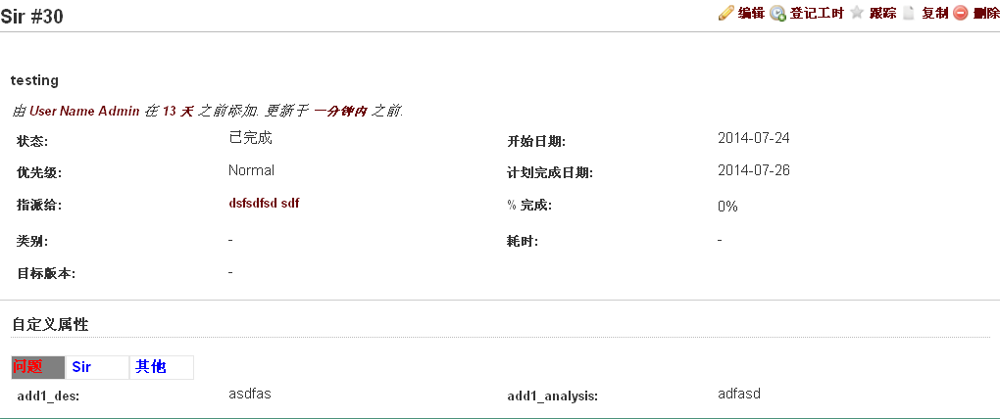 Sir #30 编辑 登记工时 跟踪 复制 删除
testing
由 User Name Admin 在 13 天 之前添加. 更新于 一分钟内 之前.
状态: 已完成 开始日期: 2014-07-24
优先级: Normal 计划完成日期: 2014-07-26
指派给: dsfsdfsd sdf % 完成: 0%
类别: - 耗时: -
目标版本: -
自定义属性
问题 Sir 其他
add1_des: asdfas add1_analysis: adfasd